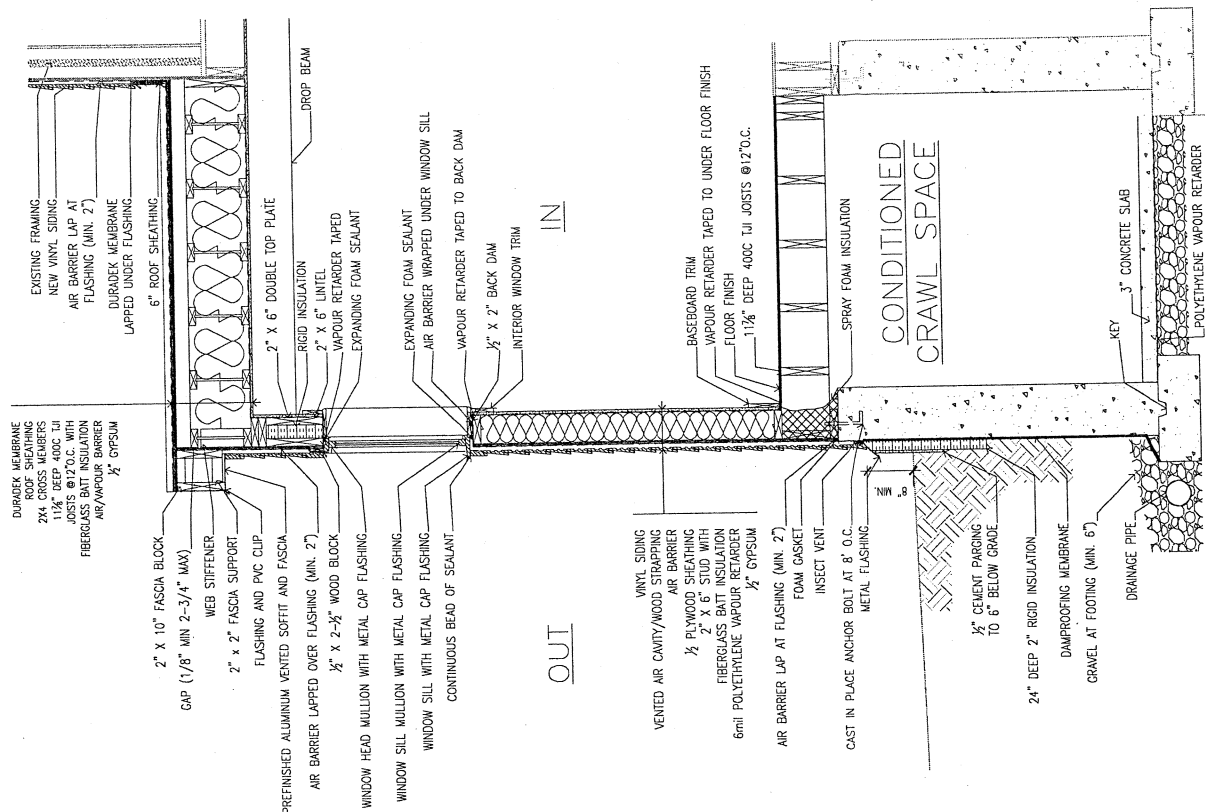 DURADEK MEMBRANE
ROOF SHEATHING
2X4 CROSS MEMBERS
11⅞" DEEP 400C TJI
JOISTS @12"O.C. WITH
FIBERGLASS BATT INSULATION
AIR/VAPOUR BARRIER
½" GYPSUM
EXISTING FRAMING
NEW VINYL SIDING
AIR BARRIER LAP AT
FLASHING (MIN. 2")
DURADEK MEMBRANE
LAPPED UNDER FLASHING
6" ROOF SHEATHING
DROP BEAM
2" X 6" DOUBLE TOP PLATE
RIGID INSULATION
2" X 6" LINTEL
VAPOUR RETARDER TAPED
EXPANDING FOAM SEALANT
EXPANDING FOAM SEALANT
AIR BARRIER WRAPPED UNDER WINDOW SILL
VAPOUR RETARDER TAPED TO BACK DAM
½" X 2" BACK DAM
INTERIOR WINDOW TRIM
IN
BASEBOARD TRIM
VAPOUR RETARDER TAPED TO UNDER FLOOR FINISH
FLOOR FINISH
11⅞" DEEP 400C TJI JOISTS @12"O.C.
SPRAY FOAM INSULATION
CONDITIONED
CRAWL SPACE
KEY
3" CONCRETE SLAB
POLYETHYLENE VAPOUR RETARDER
2" X 10" FASCIA BLOCK
GAP (1/8" MIN 2-3/4" MAX)
WEB STIFFENER
2" x 2" FASCIA SUPPORT
FLASHING AND PVC CLIP
PREFINISHED ALUMINUM VENTED SOFFIT AND FASCIA
AIR BARRIER LAPPED OVER FLASHING (MIN. 2")
½" X 2-½" WOOD BLOCK
WINDOW HEAD MULLION WITH METAL CAP FLASHING
WINDOW SILL MULLION WITH METAL CAP FLASHING
WINDOW SILL WITH METAL CAP FLASHING
CONTINUOUS BEAD OF SEALANT
OUT
VINYL SIDING
VENTED AIR CAVITY/WOOD STRAPPING
AIR BARRIER
½ PLYWOOD SHEATHING
2" X 6" STUD WITH
FIBERGLASS BATT INSULATION
6mil POLYETHYLENE VAPOUR RETARDER
½" GYPSUM
AIR BARRIER LAP AT FLASHING (MIN. 2")
FOAM GASKET
INSECT VENT
CAST IN PLACE ANCHOR BOLT AT 8' O.C.
METAL FLASHING
8" MIN.
½" CEMENT PARGING
TO 6" BELOW GRADE
24" DEEP 2" RIGID INSULATION
DAMPROOFING MEMBRANE
GRAVEL AT FOOTING (MIN. 6")
DRAINAGE PIPE